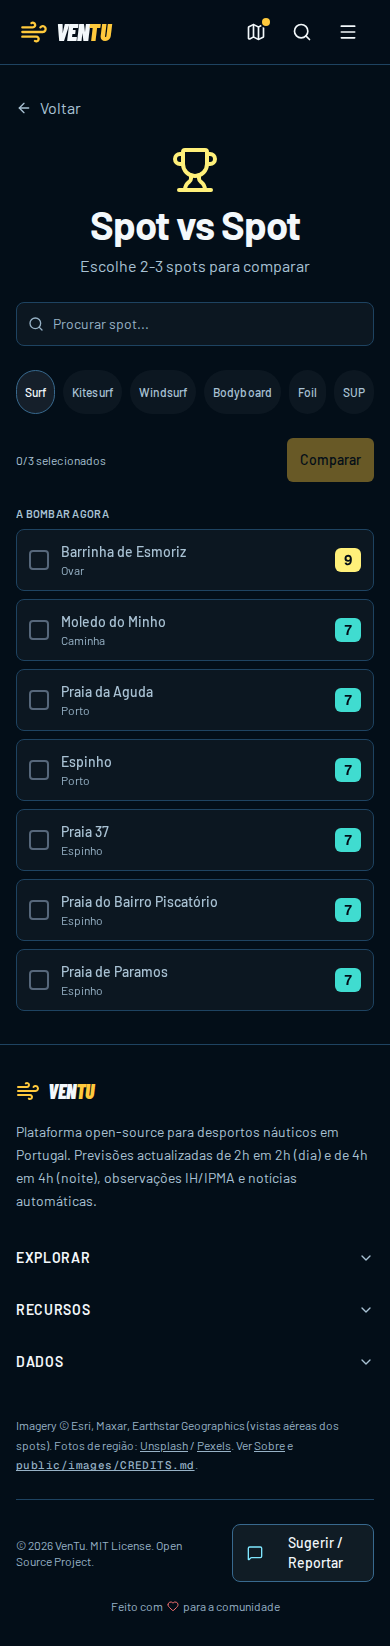 VENTU
Voltar
Spot vs Spot
Escolhe 2-3 spots para comparar
Procurar spot...
Surf
Kitesurf
Windsurf
Bodyboard
Foil
SUP
0/3 selecionados
Comparar
A BOMBAR AGORA
Barrinha de Esmoriz
9
Ovar
Moledo do Minho
7
Caminha
Praia da Aguda
7
Porto
Espinho
7
Porto
Praia 37
7
Espinho
Praia do Bairro Piscatório
7
Espinho
Praia de Paramos
7
Espinho
VENTU
Plataforma open-source para desportos náuticos em
Portugal. Previsões actualizadas de 2h em 2h (dia) e de 4h
em 4h (noite), observações IH/IPMA e notícias
automáticas.
EXPLORAR
RECURSOS
DADOS
Imagery © Esri, Maxar, Earthstar Geographics (vistas aéreas dos
spots). Fotos de região: Unsplash / Pexels. Ver Sobre e
public/images/CREDITS.md.
© 2026 VenTu. MIT License. Open
Source Project.
Sugerir /
Reportar
Feito com para a comunidade